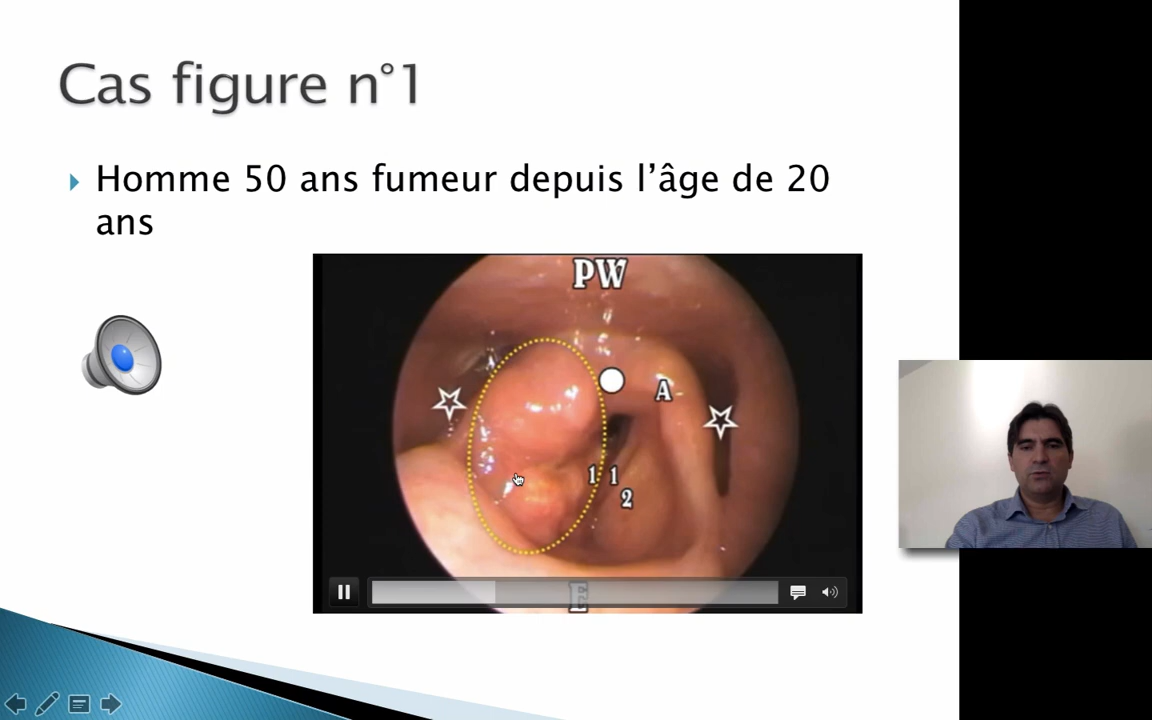 Cas figure n°1
Homme 50 ans fumeur depuis l’âge de 20
ans
PW
A
1 1
2
E